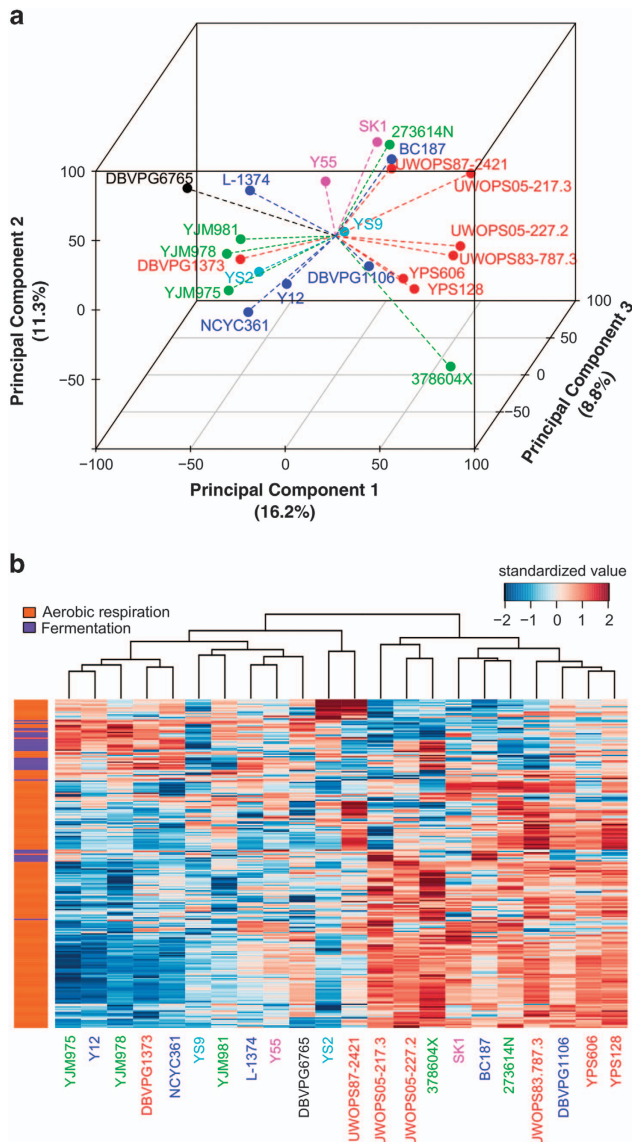 a
SK1
273614N
BC187
UWOPS87-2421
Y55
UWOPS05-217.3
DBVPG6765
L-1374
YS9
UWOPS05-227.2
YJM981
YJM978
DBVPG1373
UWOPS83-787.3
YS2
DBVPG1106
YPS606
YJM975
Y12
YPS128
NCYC361
378604X
100
50
0
−50
Principal Component 2
(11.3%)
−100
−50
0
50
100
Principal Component 1
(16.2%)
100
50
0
−50
Principal Component 3
(8.8%)
b
standardized value
−2 −1 0 1 2
Aerobic respiration
Fermentation
YJM975
Y12
YJM978
DBVPG1373
NCYC361
YS9
YJM981
L-1374
Y55
DBVPG6765
YS2
UWOPS87-2421
UWOPS05-217.3
UWOPS05-227.2
378604X
SK1
BC187
273614N
UWOPS83.787.3
DBVPG1106
YPS606
YPS128